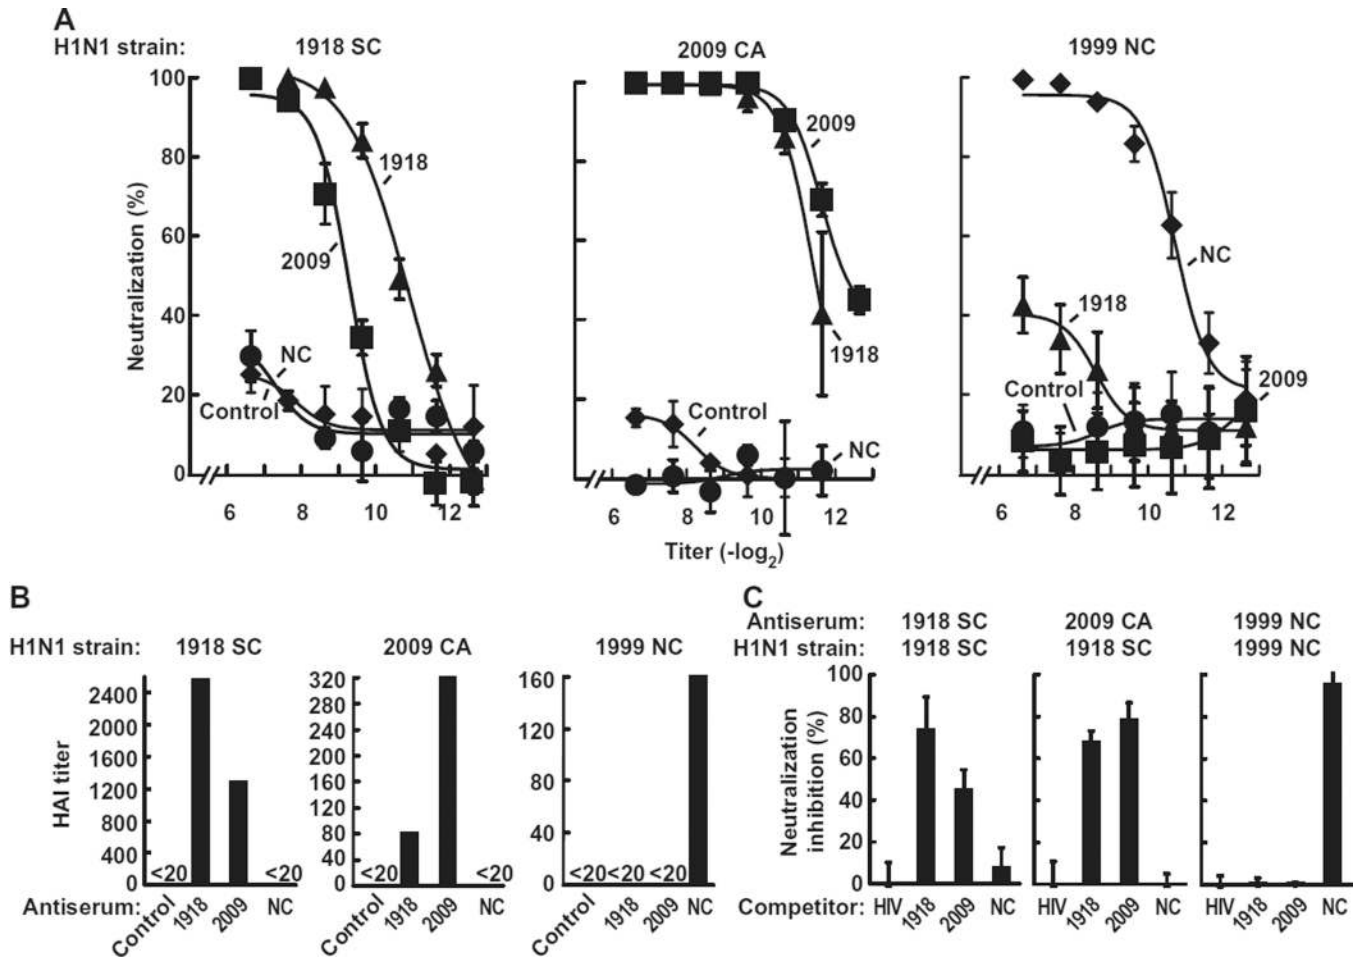 A
H1N1 strain: 1918 SC 2009 CA 1999 NC
100
80
60
40
20
0
Neutralization (%)
1918
2009
NC
Control
6 8 10 12
2009
1918
Control
NC
6 8 10 12
NC
1918
Control
2009
6 8 10 12
Titer (-log2)
B
H1N1 strain: 1918 SC 2009 CA 1999 NC
HAI titer
2400
2000
1600
1200
800
400
0
<20 <20
320
280
240
200
160
120
80
40
0
<20 <20
160
120
80
40
0
<20 <20 <20
Antiserum: Control 1918 2009 NC Control 1918 2009 NC Control 1918 2009 NC
C
Antiserum: 1918 SC 2009 CA 1999 NC
H1N1 strain: 1918 SC 1918 SC 1999 NC
Neutralization
inhibition (%)
100
80
60
40
20
0
Competitor: HIV 1918 2009 NC HIV 1918 2009 NC HIV 1918 2009 NC